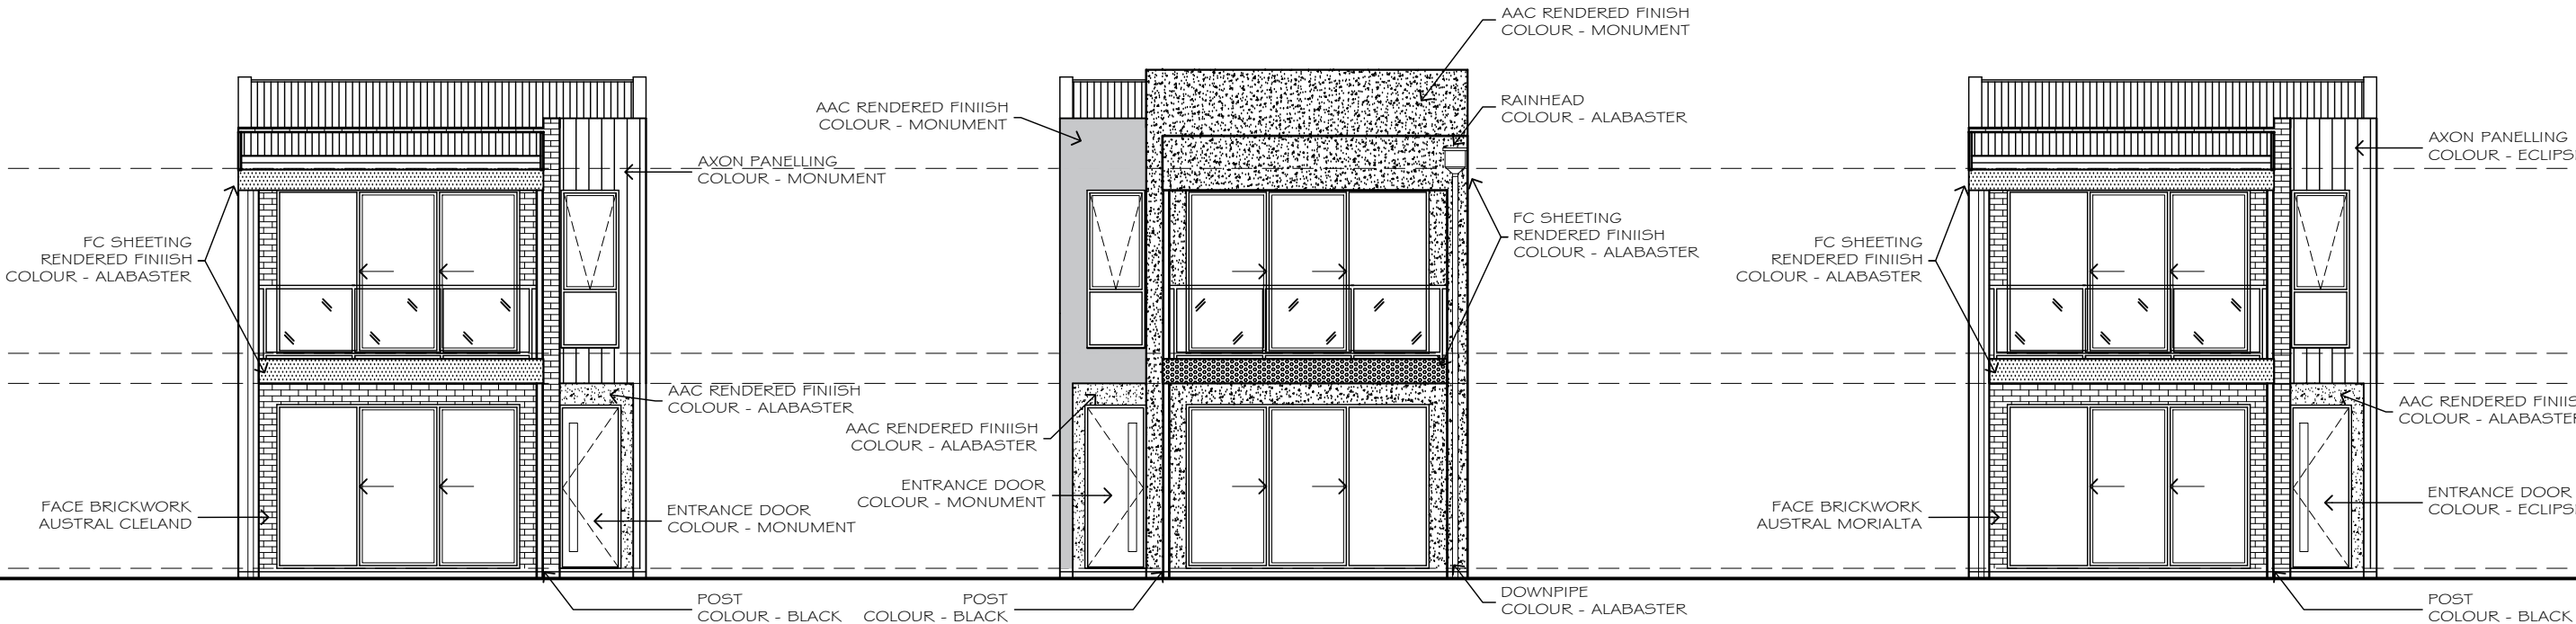 FC SHEETING
RENDERED FINIISH
COLOUR - ALABASTER
FACE BRICKWORK
AUSTRAL CLELAND
AXON PANELLING
COLOUR - MONUMENT
AAC RENDERED FINIISH
COLOUR - ALABASTER
ENTRANCE DOOR
COLOUR - MONUMENT
POST
COLOUR - BLACK
AAC RENDERED FINIISH
COLOUR - MONUMENT
AAC RENDERED FINIISH
COLOUR - ALABASTER
ENTRANCE DOOR
COLOUR - MONUMENT
POST
COLOUR - BLACK
AAC RENDERED FINISH
COLOUR - MONUMENT
RAINHEAD
COLOUR - ALABASTER
FC SHEETING
RENDERED FINIISH
COLOUR - ALABASTER
DOWNPIPE
COLOUR - ALABASTER
FC SHEETING
RENDERED FINIISH
COLOUR - ALABASTER
FACE BRICKWORK
AUSTRAL MORIALTA
AXON PANELLING
COLOUR - ECLIPS
AAC RENDERED FINIIS
COLOUR - ALABASTE
ENTRANCE DOOR
COLOUR - ECLIPS
POST
COLOUR - BLACK